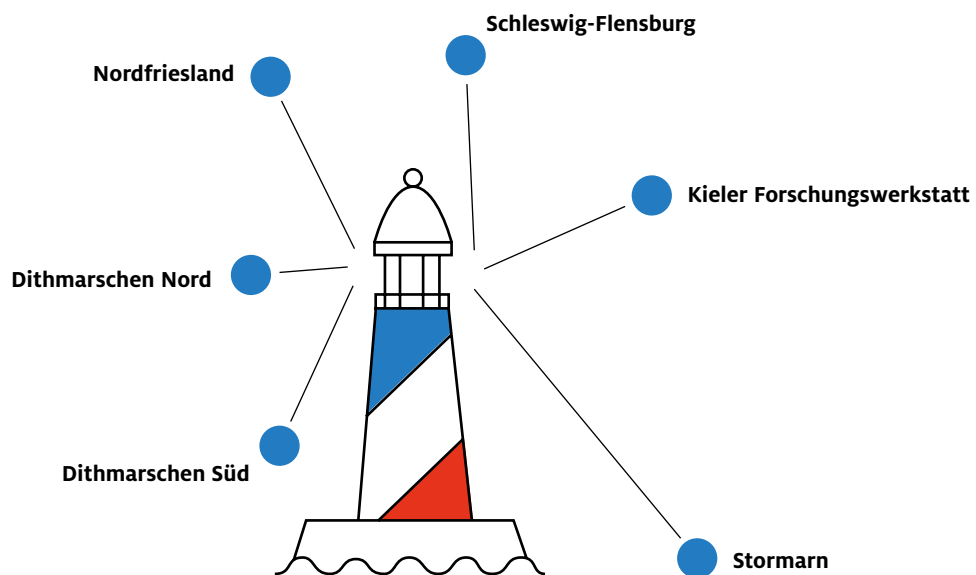 Schleswig-Flensburg
Nordfriesland
Kieler Forschungswerkstatt
Dithmarschen Nord
Dithmarschen Süd
Stormarn